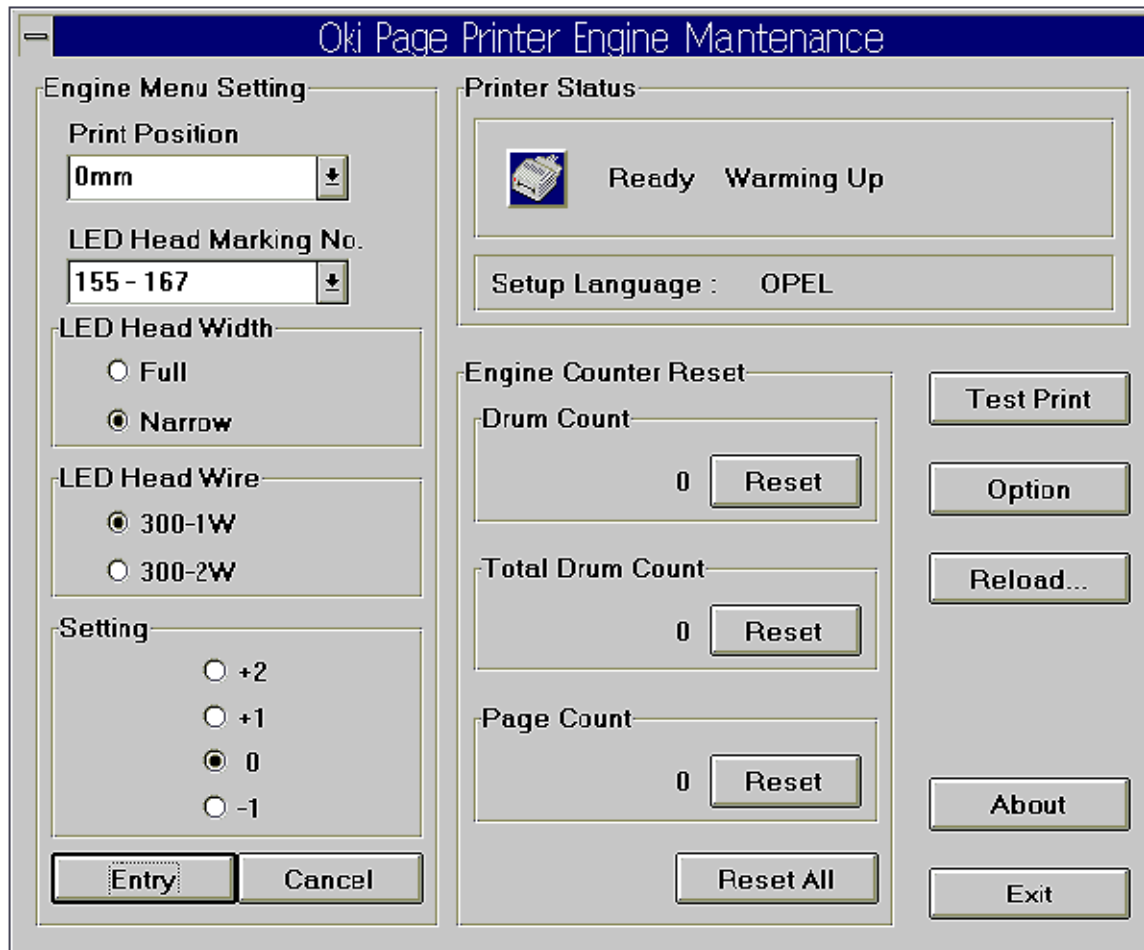 Oki Page Printer Engine Mantenance
Engine Menu Setting
Print Position
0mm
LED Head Marking No.
155 - 167
LED Head Width
Full
Narrow
LED Head Wire
300-1W
300-2W
Setting
+2
+1
0
-1
Entry Cancel
Printer Status
Ready Warming Up
Setup Language : OPEL
Engine Counter Reset
Drum Count
0 Reset
Total Drum Count
0 Reset
Page Count
0 Reset
Reset All
Test Print
Option
Reload...
About
Exit